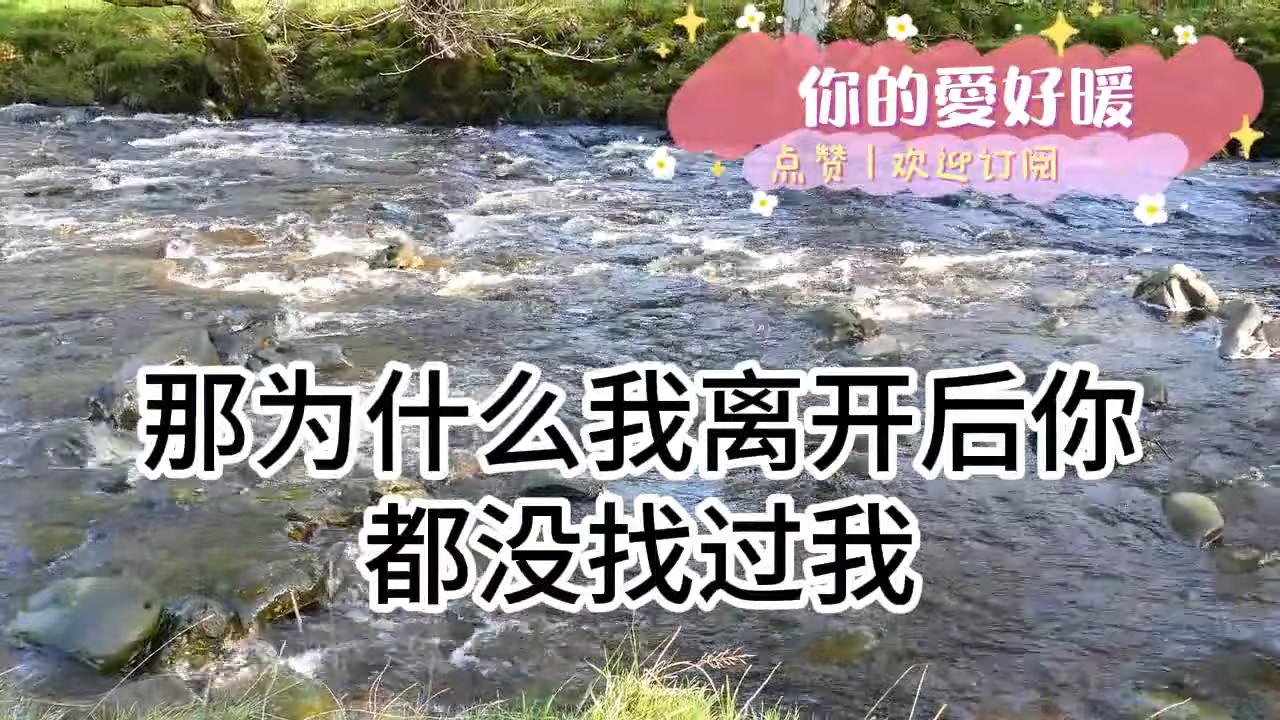 你的愛好暖
点赞 | 欢迎订阅
那为什么我离开后你
都没找过我